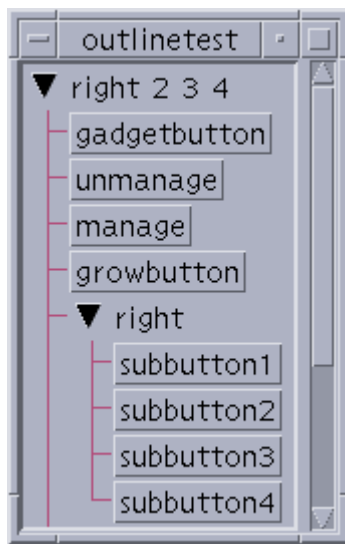 outlinetest
right 2 3 4
gadgetbutton
unmanage
manage
growbutton
right
subbutton1
subbutton2
subbutton3
subbutton4